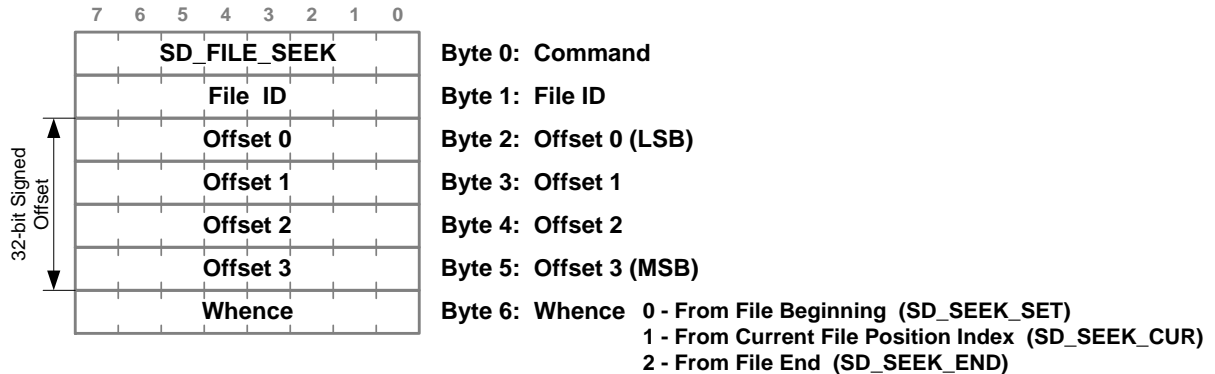 7 6 5 4 3 2 1 0
SD_FILE_SEEK Byte 0: Command
File ID Byte 1: File ID
32-bit Signed
Offset
Offset 0 Byte 2: Offset 0 (LSB)
Offset 1 Byte 3: Offset 1
Offset 2 Byte 4: Offset 2
Offset 3 Byte 5: Offset 3 (MSB)
Whence Byte 6: Whence 0 - From File Beginning (SD_SEEK_SET)
1 - From Current File Position Index (SD_SEEK_CUR)
2 - From File End (SD_SEEK_END)